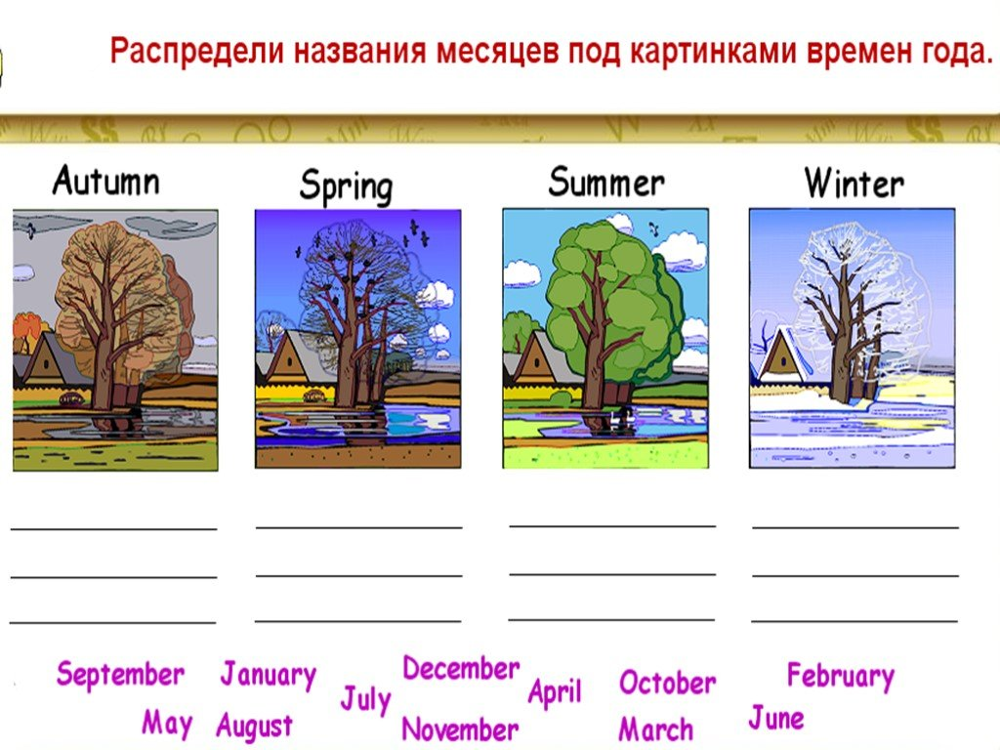 Распредели названия месяцев под картинками времен года.
Autumn Spring Summer Winter
September January July December April October February
May August November March June